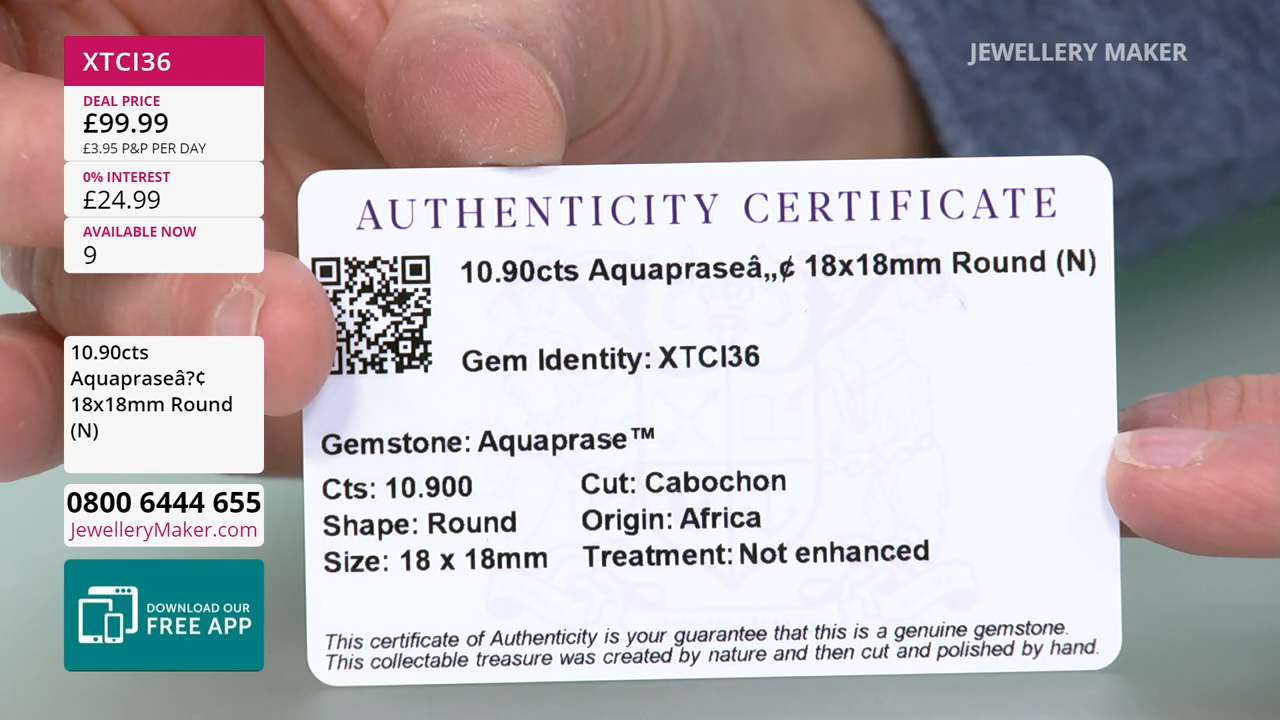 XTCI36
DEAL PRICE
£99.99
£3.95 P&P PER DAY
0% INTEREST
£24.99
AVAILABLE NOW
9
10.90cts
Aquapraseâ?¢
18x18mm Round
(N)
0800 6444 655
JewelleryMaker.com
DOWNLOAD OUR
FREE APP
JEWELLERY MAKER
AUTHENTICITY CERTIFICATE
10.90cts Aquapraseâ„¢ 18x18mm Round (N)
Gem Identity: XTCI36
Gemstone: Aquaprase™
Cts: 10.900 Cut: Cabochon
Shape: Round Origin: Africa
Size: 18 x 18mm Treatment: Not enhanced
This certificate of Authenticity is your guarantee that this is a genuine gemstone.
This collectable treasure was created by nature and then cut and polished by hand.